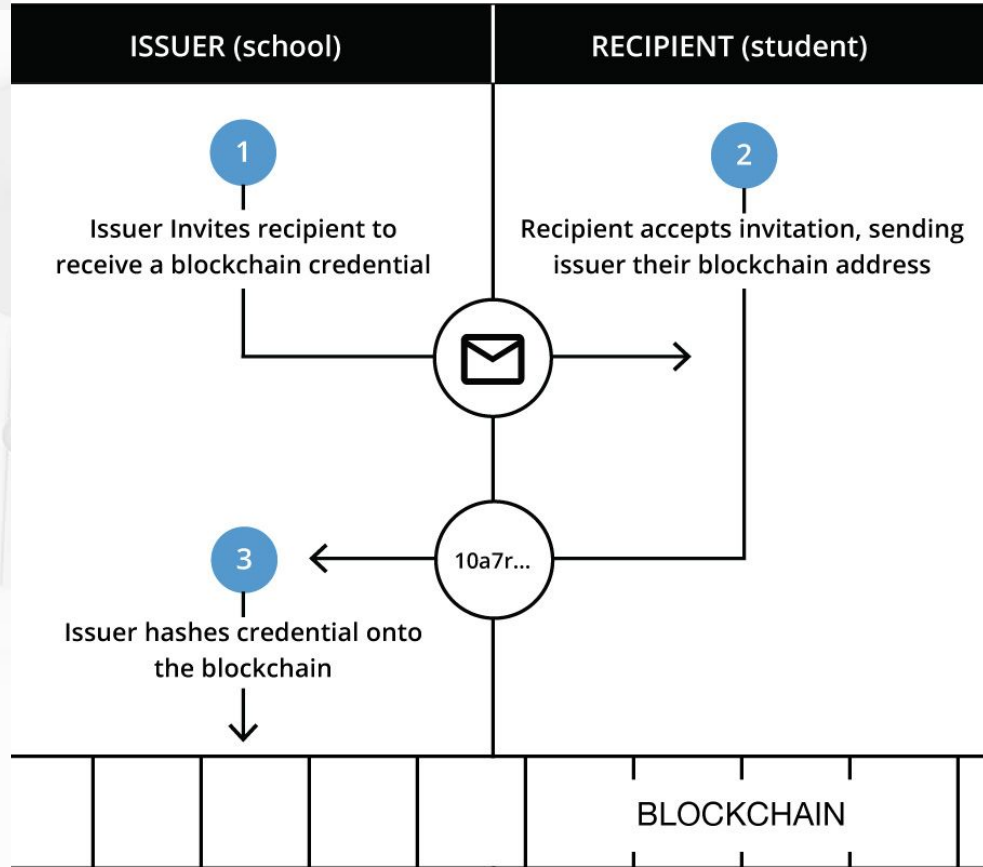 ISSUER (school)
RECIPIENT (student)
1
Issuer Invites recipient to
receive a blockchain credential
2
Recipient accepts invitation, sending
issuer their blockchain address
10a7r...
3
Issuer hashes credential onto
the blockchain
BLOCKCHAIN